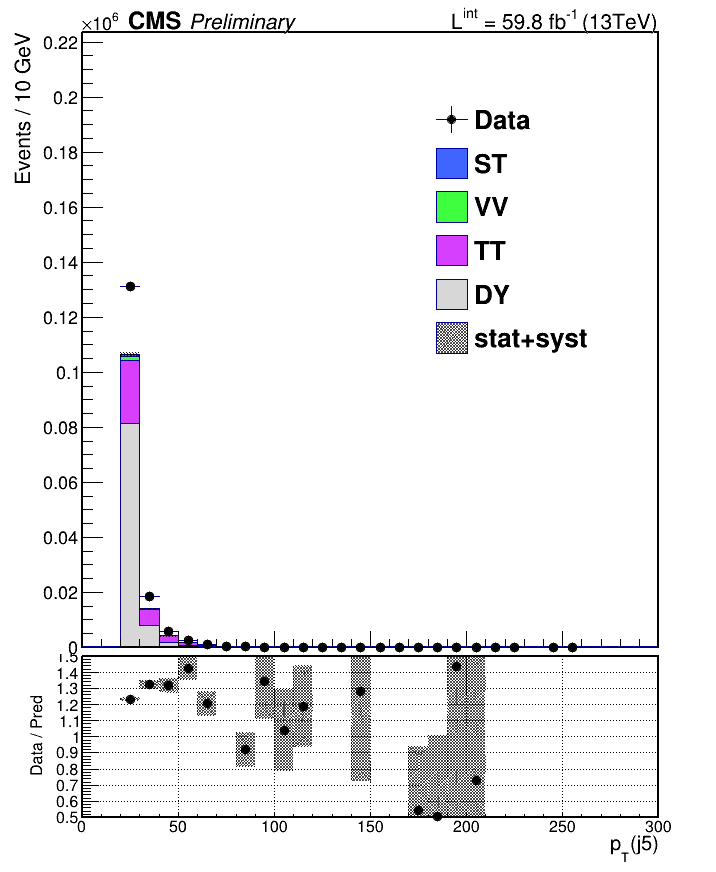 ×10⁶ CMS Preliminary L^int = 59.8 fb⁻¹ (13TeV)
Events / 10 GeV
0.22
0.2
0.18
0.16
0.14
0.12
0.1
0.08
0.06
0.04
0.02
0
Data
ST
VV
TT
DY
stat+syst
Data / Pred
1.5
1.4
1.3
1.2
1.1
1
0.9
0.8
0.7
0.6
0.5
0 50 100 150 200 250 300
p_T(j5)